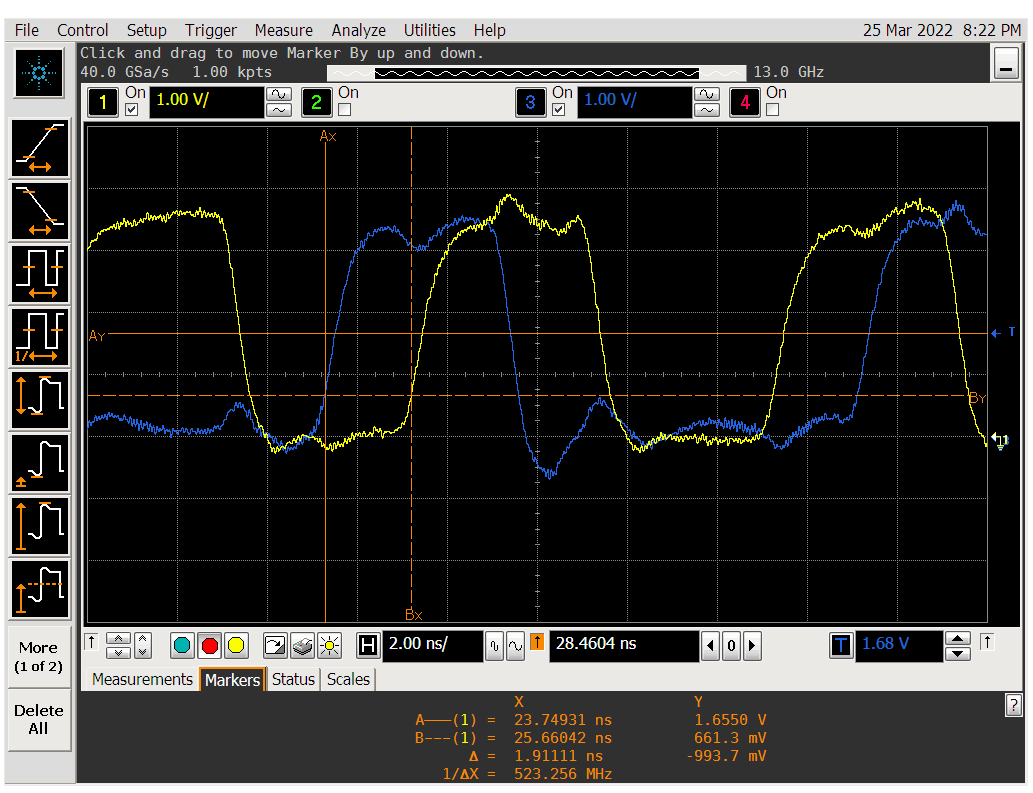 File Control Setup Trigger Measure Analyze Utilities Help 25 Mar 2022 8:22 PM
Click and drag to move Marker By up and down.
40.0 GSa/s 1.00 kpts 13.0 GHz
1 On 1.00 V/ 2 On 3 On 1.00 V/ 4 On
Ax
Ay
T
By
1
Bx
1/
More
(1 of 2)
Delete
All
H 2.00 ns/ 28.4604 ns 0 T 1.68 V
Measurements Markers Status Scales
?
X Y
A———(1) = 23.74931 ns 1.6550 V
B---(1) = 25.66042 ns 661.3 mV
Δ = 1.91111 ns -993.7 mV
1/ΔX = 523.256 MHz